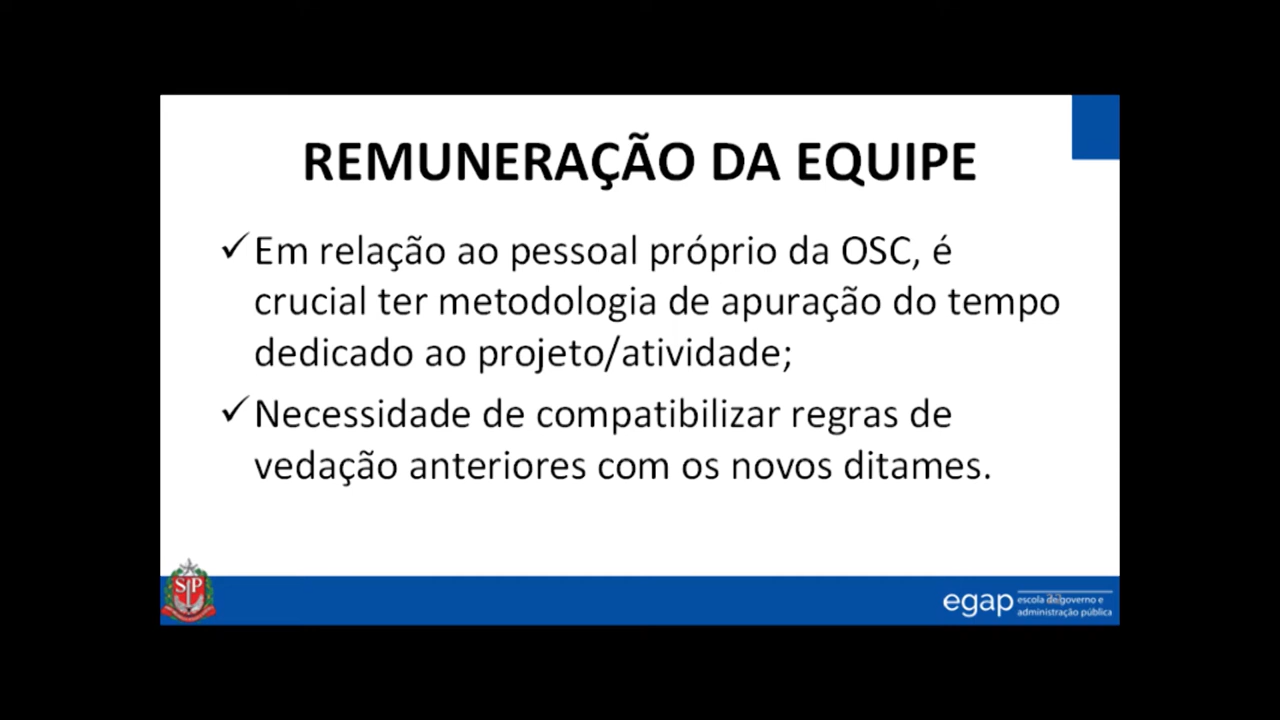 REMUNERAÇÃO DA EQUIPE
✓Em relação ao pessoal próprio da OSC, é
crucial ter metodologia de apuração do tempo
dedicado ao projeto/atividade;
✓Necessidade de compatibilizar regras de
vedação anteriores com os novos ditames.
SP
egap escola de governo e
administração pública